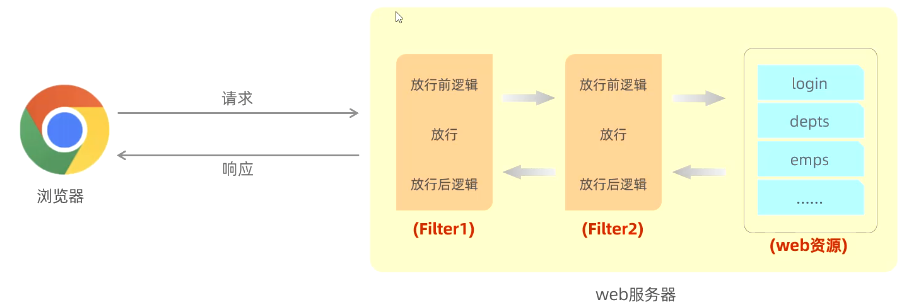 请求
响应
浏览器
放行前逻辑
放行
放行后逻辑
(Filter1)
放行前逻辑
放行
放行后逻辑
(Filter2)
login
depts
emps
......
(web资源)
web服务器